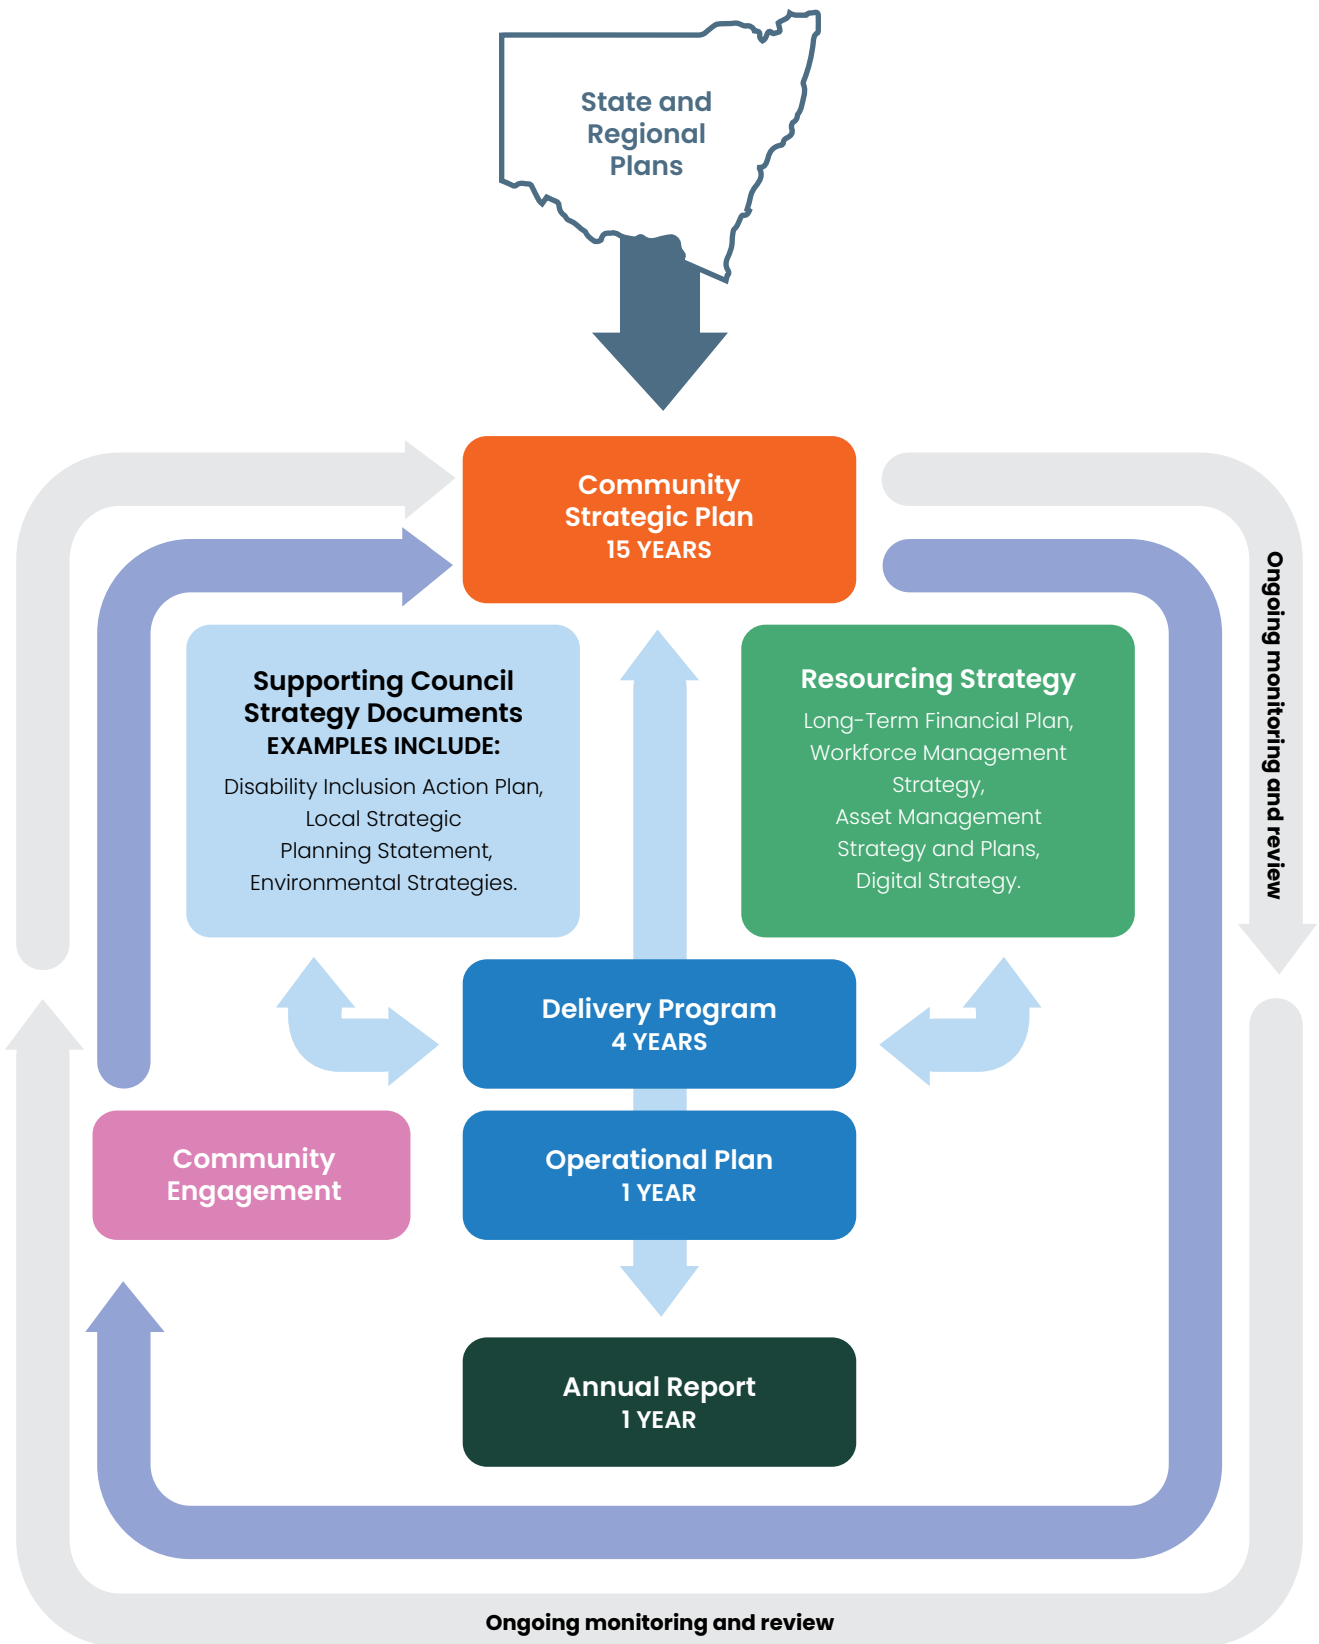 State and
Regional
Plans
Community
Strategic Plan
15 YEARS
Ongoing monitoring and review
Supporting Council
Strategy Documents
EXAMPLES INCLUDE:
Disability Inclusion Action Plan,
Local Strategic
Planning Statement,
Environmental Strategies.
Resourcing Strategy
Long-Term Financial Plan,
Workforce Management
Strategy,
Asset Management
Strategy and Plans,
Digital Strategy.
Delivery Program
4 YEARS
Community
Engagement
Operational Plan
1 YEAR
Annual Report
1 YEAR
Ongoing monitoring and review